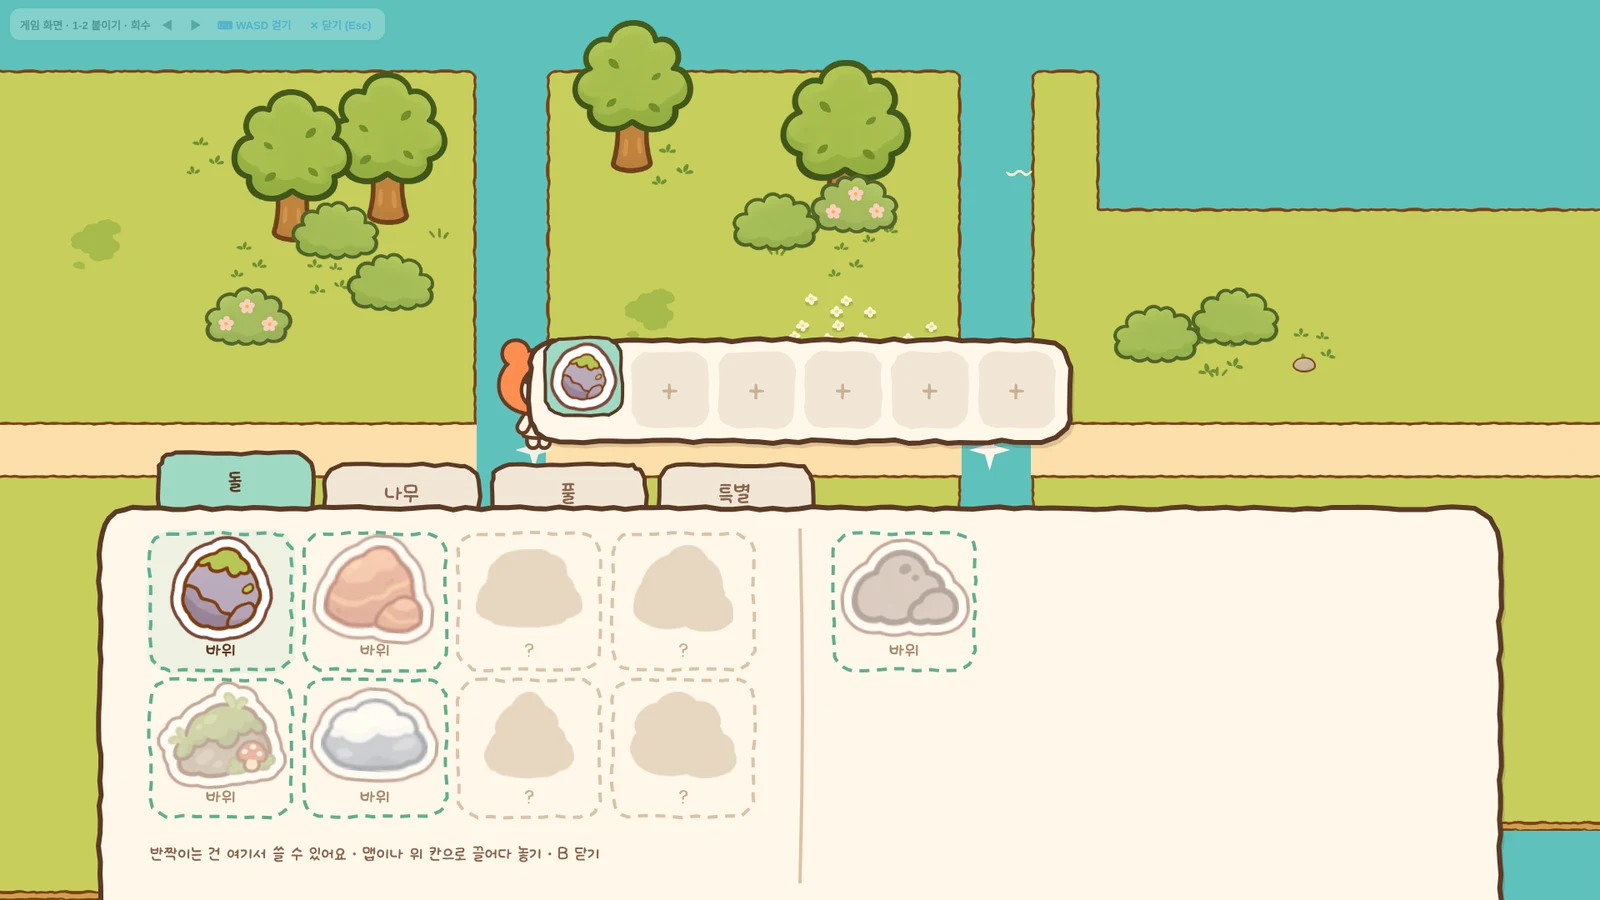 게임 화면 · 1-2 붙이기 · 회수 ◀ ▶ ⌨ WASD 걷기 ✕ 닫기 (Esc)
+ + + + +
돌 나무 풀 특별
바위 바위 ? ? 바위
바위 바위 ? ?
반짝이는 건 여기서 쓸 수 있어요 · 맵이나 위 칸으로 끌어다 놓기 · B 닫기